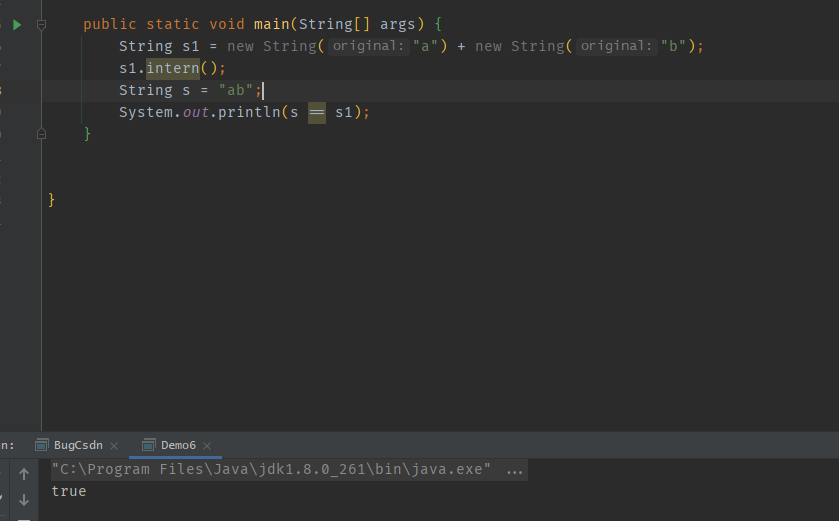 public static void main(String[] args) {
String s1 = new String( original: "a") + new String( original: "b");
s1.intern();
String s = "ab";
System.out.println(s == s1);
}
}
n: BugCsdn × Demo6 ×
"C:\Program Files\Java\jdk1.8.0_261\bin\java.exe" ...
true